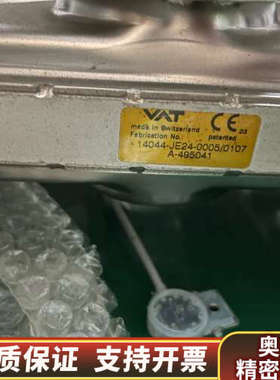 VAT
made in Switzerland
patented
Fabrication No.:
14044-JE24-0005/0107
A-495041
质保证 支持开票
奥
精密